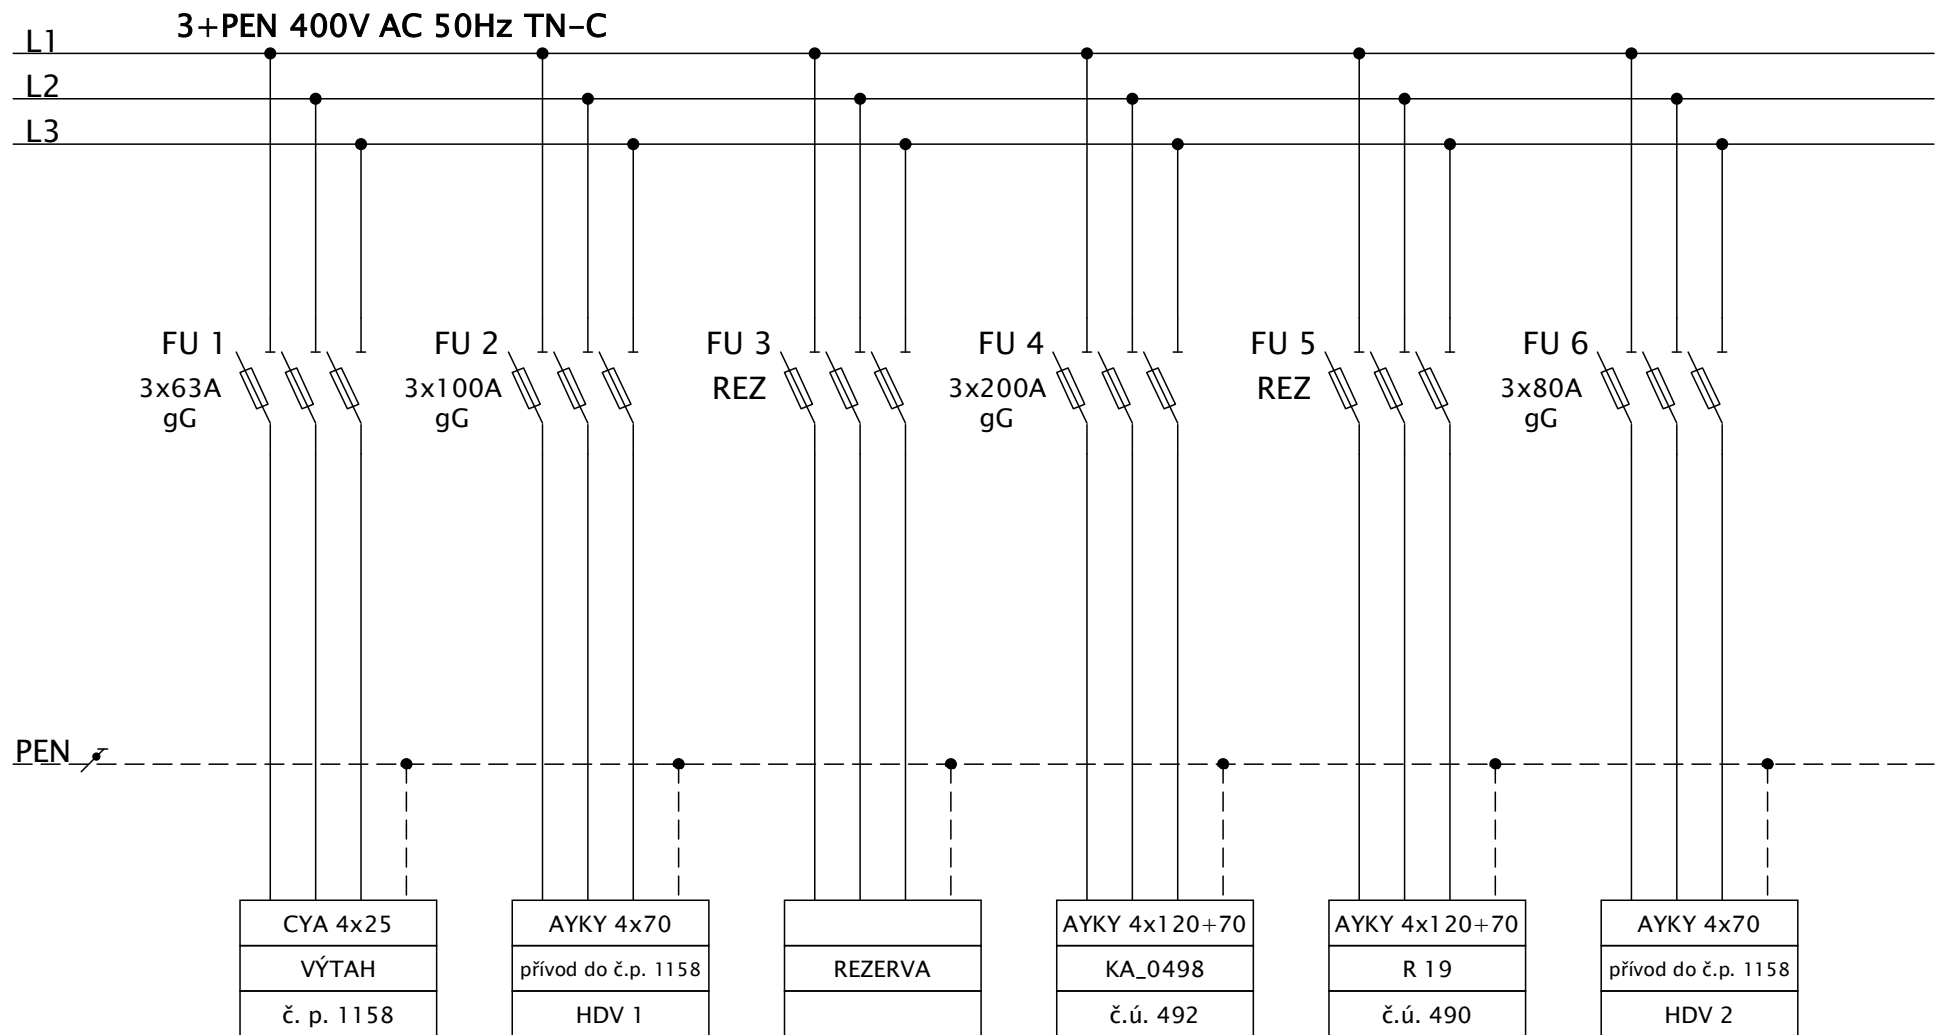 3+PEN 400V AC 50Hz TN-C
L1
L2
L3
FU 1
3x63A
gG
FU 2
3x100A
gG
FU 3
REZ
FU 4
3x200A
gG
FU 5
REZ
FU 6
3x80A
gG
PEN
CYA 4x25
VÝTAH
č. p. 1158
AYKY 4x70
přívod do č.p. 1158
HDV 1
REZERVA
AYKY 4x120+70
KA_0498
č.ú. 492
AYKY 4x120+70
R 19
č.ú. 490
AYKY 4x70
přívod do č.p. 1158
HDV 2